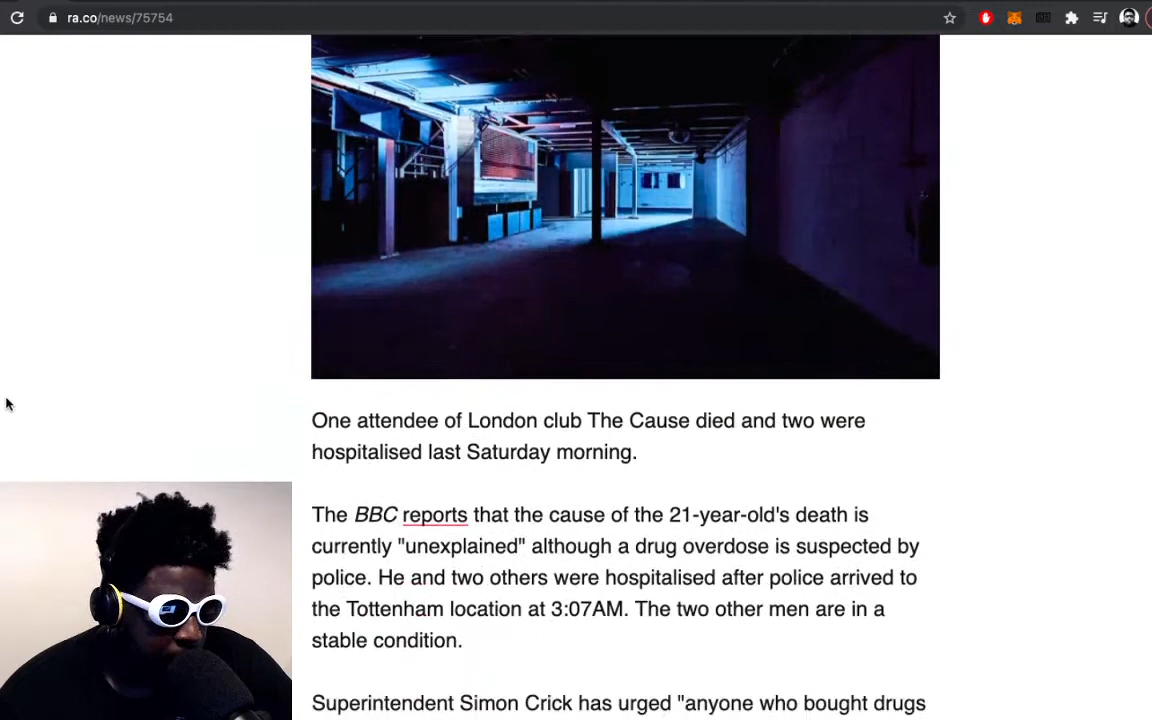 ra.co/news/75754
One attendee of London club The Cause died and two were
hospitalised last Saturday morning.
The BBC reports that the cause of the 21-year-old's death is
currently "unexplained" although a drug overdose is suspected by
police. He and two others were hospitalised after police arrived to
the Tottenham location at 3:07AM. The two other men are in a
stable condition.
Superintendent Simon Crick has urged "anyone who bought drugs